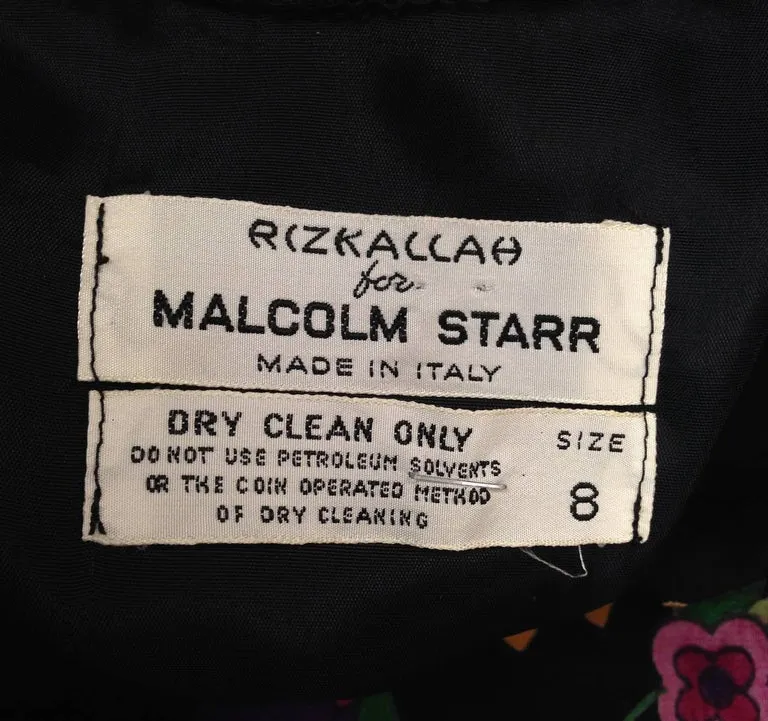 RIZKALLAH
for
MALCOLM STARR
MADE IN ITALY
DRY CLEAN ONLY
DO NOT USE PETROLEUM SOLVENTS
OR THE COIN OPERATED METHOD
OF DRY CLEANING
SIZE
8